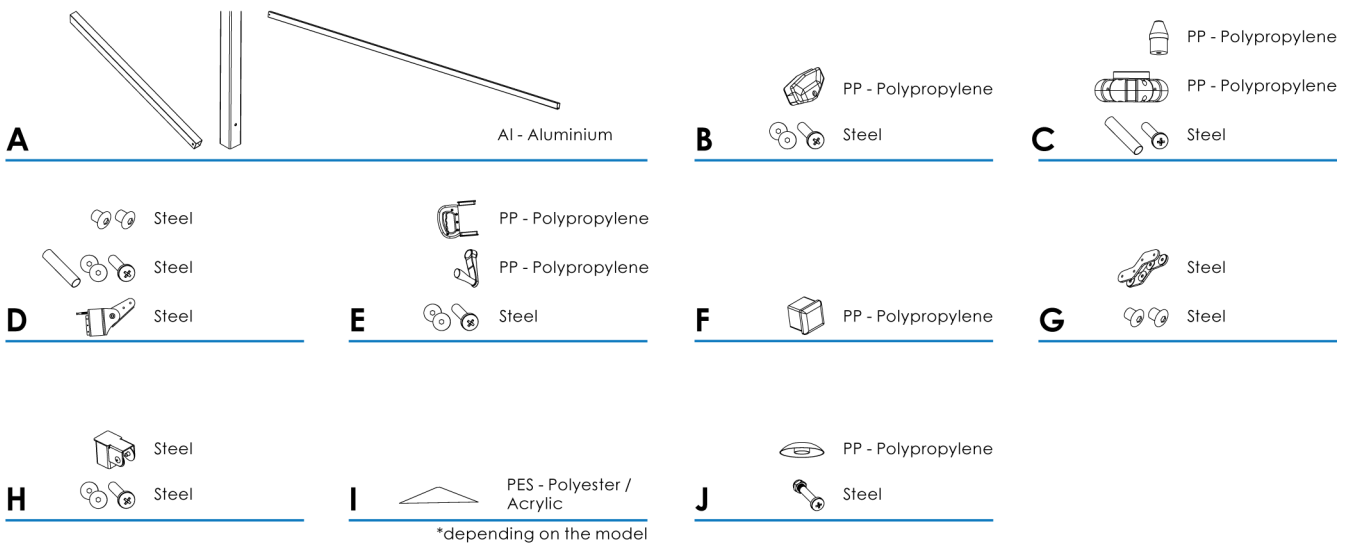 A
Al - Aluminium
B
PP - Polypropylene
Steel
C
PP - Polypropylene
PP - Polypropylene
Steel
D
Steel
Steel
Steel
E
PP - Polypropylene
PP - Polypropylene
Steel
F
PP - Polypropylene
G
Steel
Steel
H
Steel
Steel
I
PES - Polyester /
Acrylic
*depending on the model
J
PP - Polypropylene
Steel